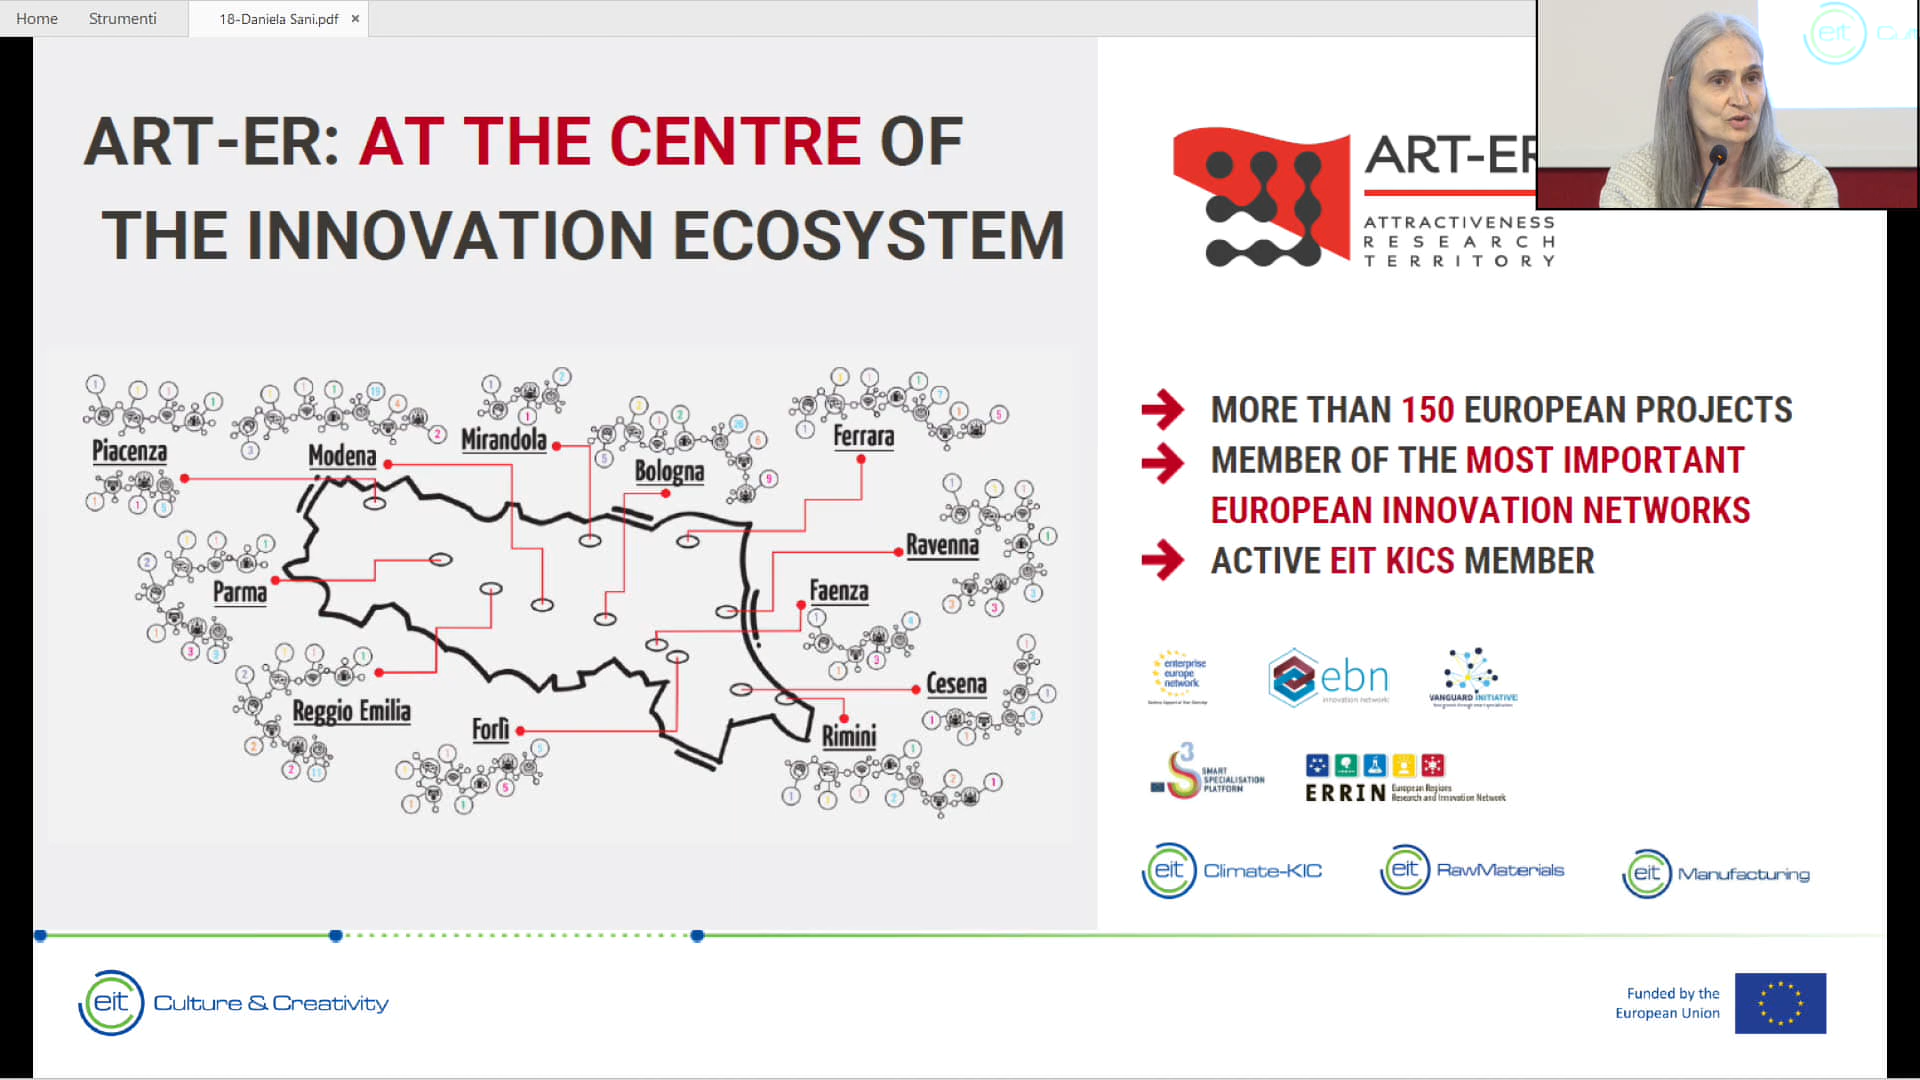 Home
Strumenti
18-Daniela Sani.pdf
×
ART-ER: AT THE CENTRE OF
THE INNOVATION ECOSYSTEM
Piacenza
Modena
Mirandola
Bologna
Ferrara
Ravenna
Parma
Faenza
Reggio Emilia
Forlì
Cesena
Rimini
ART-ER
ATTRACTIVENESS
RESEARCH
TERRITORY
MORE THAN 150 EUROPEAN PROJECTS
MEMBER OF THE MOST IMPORTANT
EUROPEAN INNOVATION NETWORKS
ACTIVE EIT KICS MEMBER
enterprise
europe
network
ebn
innovation network
VANGUARD INITIATIVE
S3
SMART
SPECIALISATION
PLATFORM
ERRIN
European Regions
Research and Innovation Network
eit Climate-KIC
eit RawMaterials
eit Manufacturing
eit Culture & Creativity
Funded by the
European Union
eit